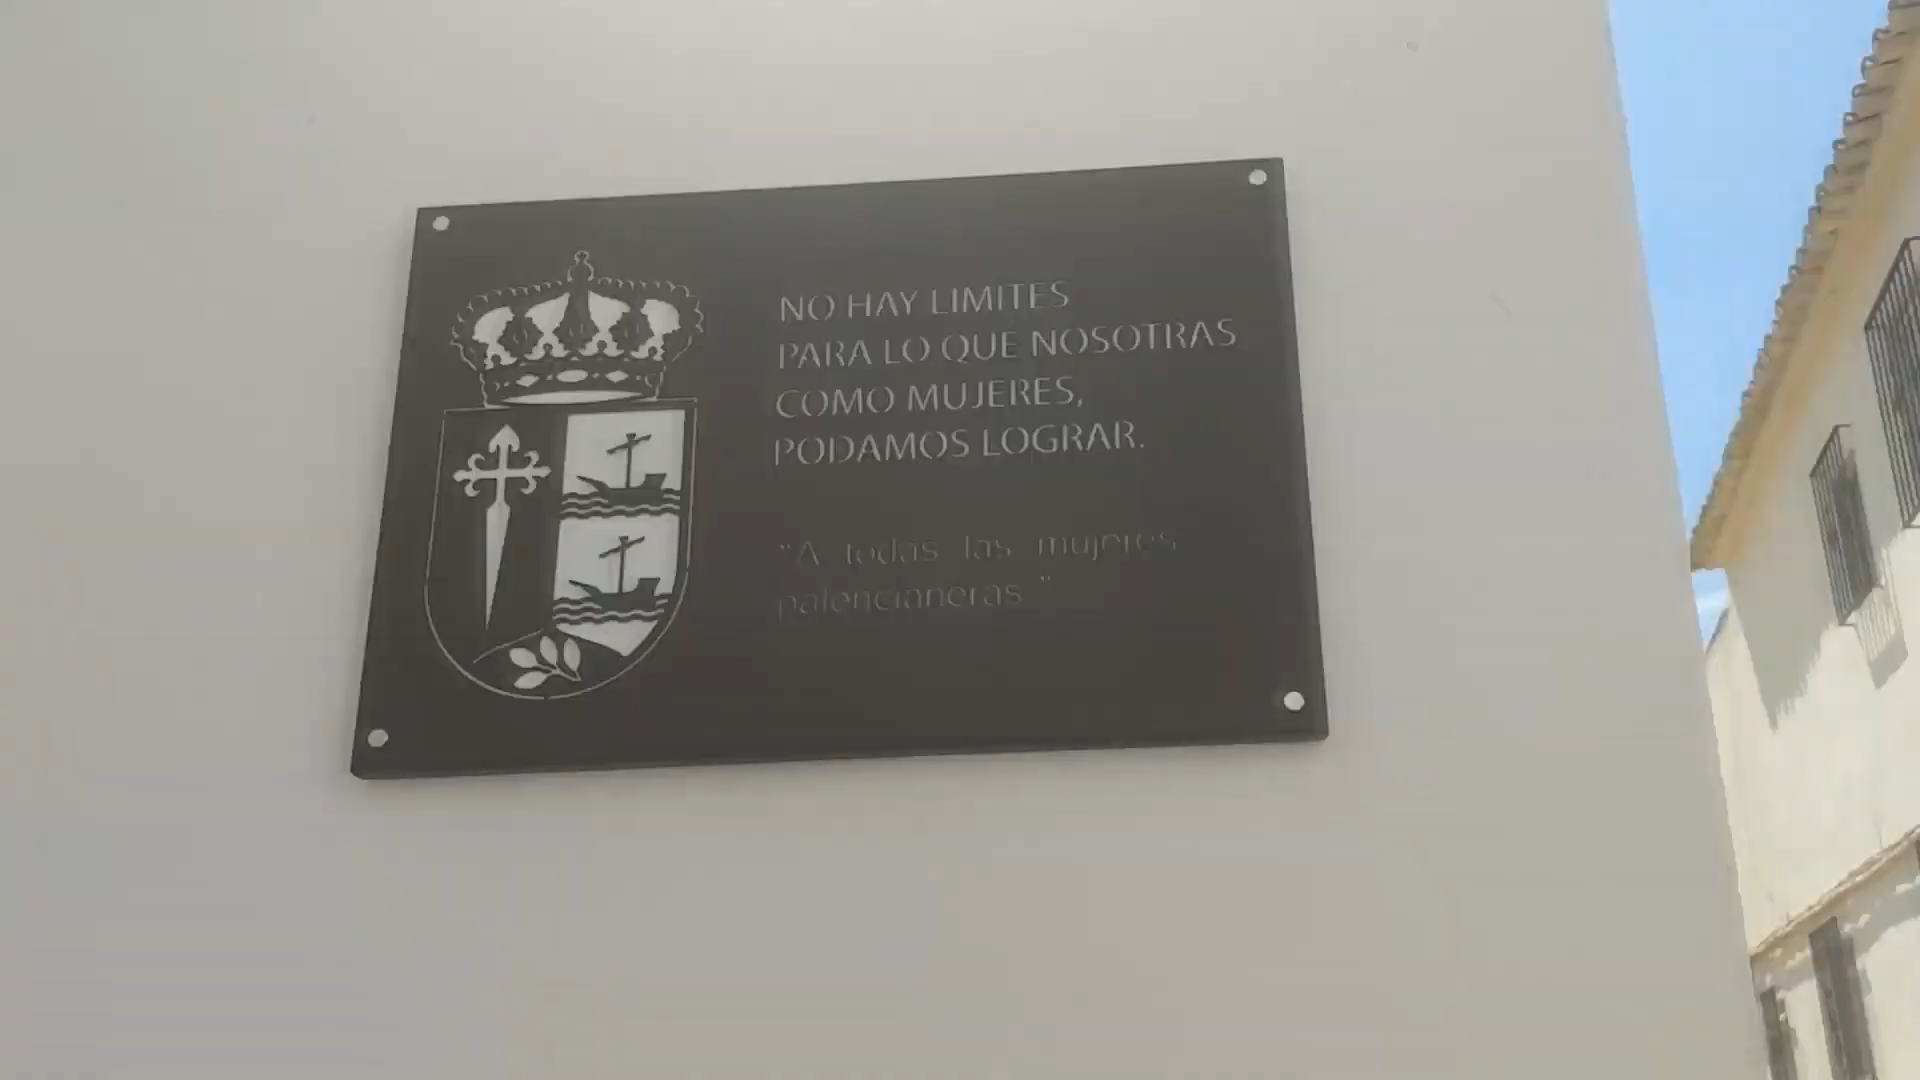 NO HAY LIMITES
PARA LO QUE NOSOTRAS
COMO MUJERES,
PODAMOS LOGRAR.
"A todas las mujeres
palencianeras."